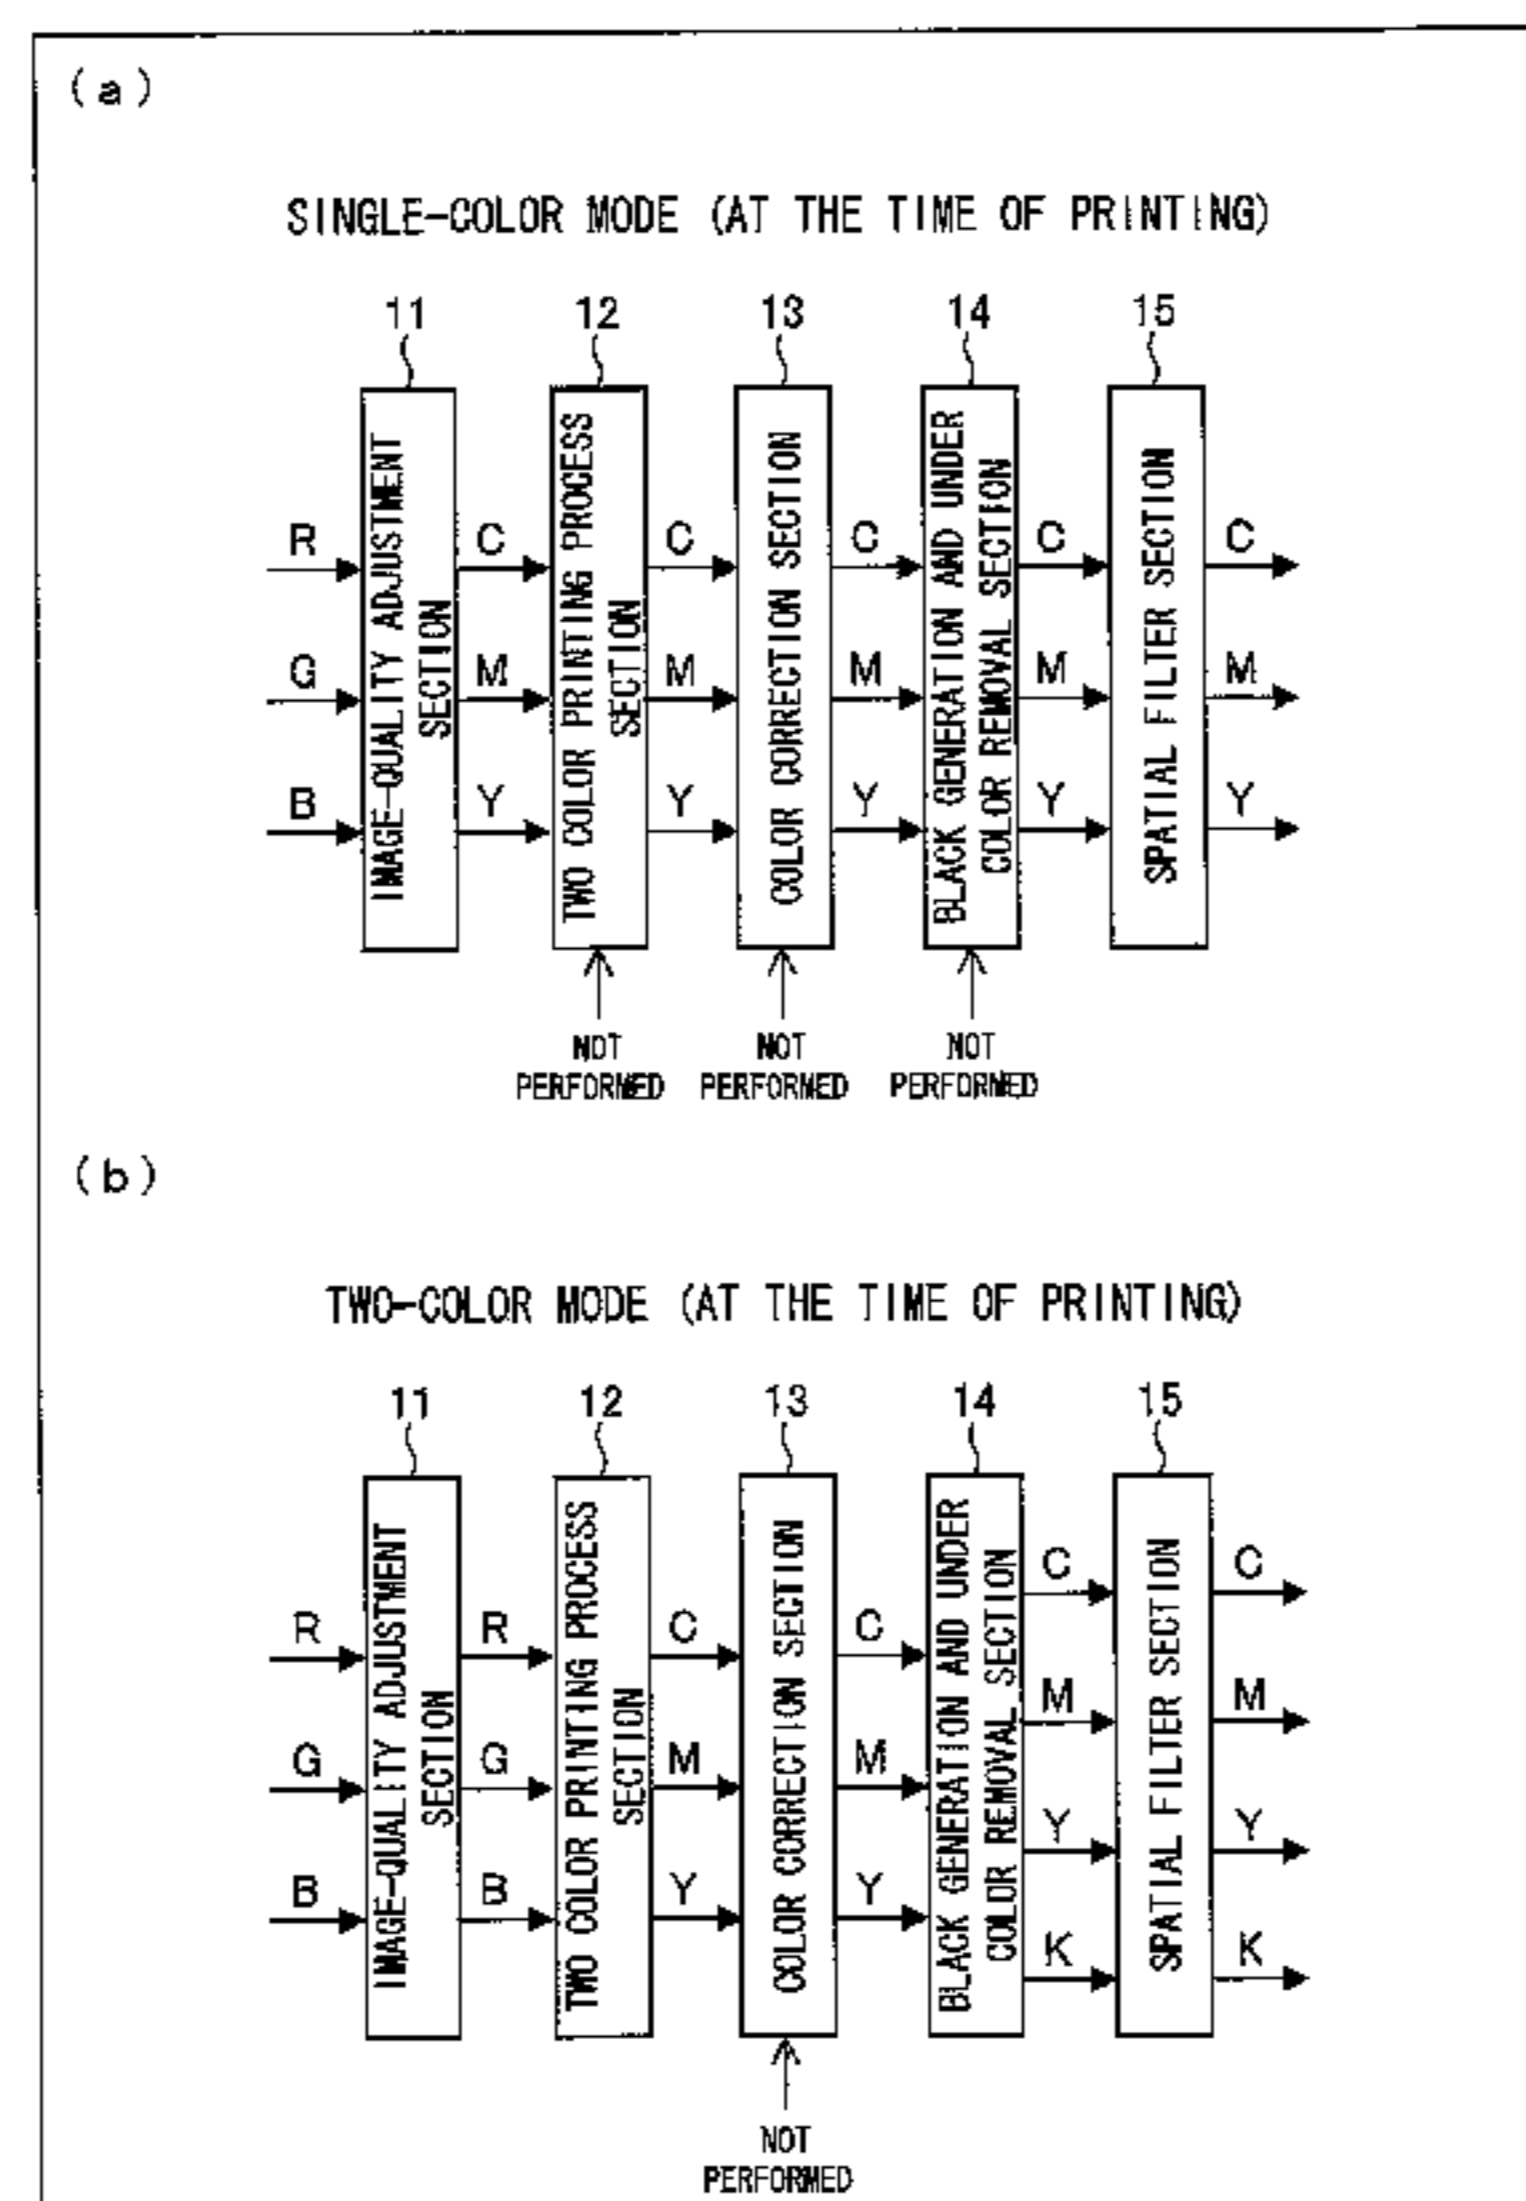 (a)
SINGLE-COLOR MODE (AT THE TIME OF PRINTING)
11 12 13 14 15
IMAGE-QUALITY ADJUSTMENT
SECTION
TWO COLOR PRINTING PROCESS
SECTION
COLOR CORRECTION SECTION
BLACK GENERATION AND UNDER
COLOR REMOVAL SECTION
SPATIAL FILTER SECTION
R C C C C C
G M M M M M
B Y Y Y Y Y
NOT
PERFORMED
NOT
PERFORMED
NOT
PERFORMED
(b)
TWO-COLOR MODE (AT THE TIME OF PRINTING)
11 12 13 14 15
IMAGE-QUALITY ADJUSTMENT
SECTION
TWO COLOR PRINTING PROCESS
SECTION
COLOR CORRECTION SECTION
BLACK GENERATION AND UNDER
COLOR REMOVAL SECTION
SPATIAL FILTER SECTION
C C
R R C C
M M
G G M M
Y Y
B B Y Y
K K
NOT
PERFORMED